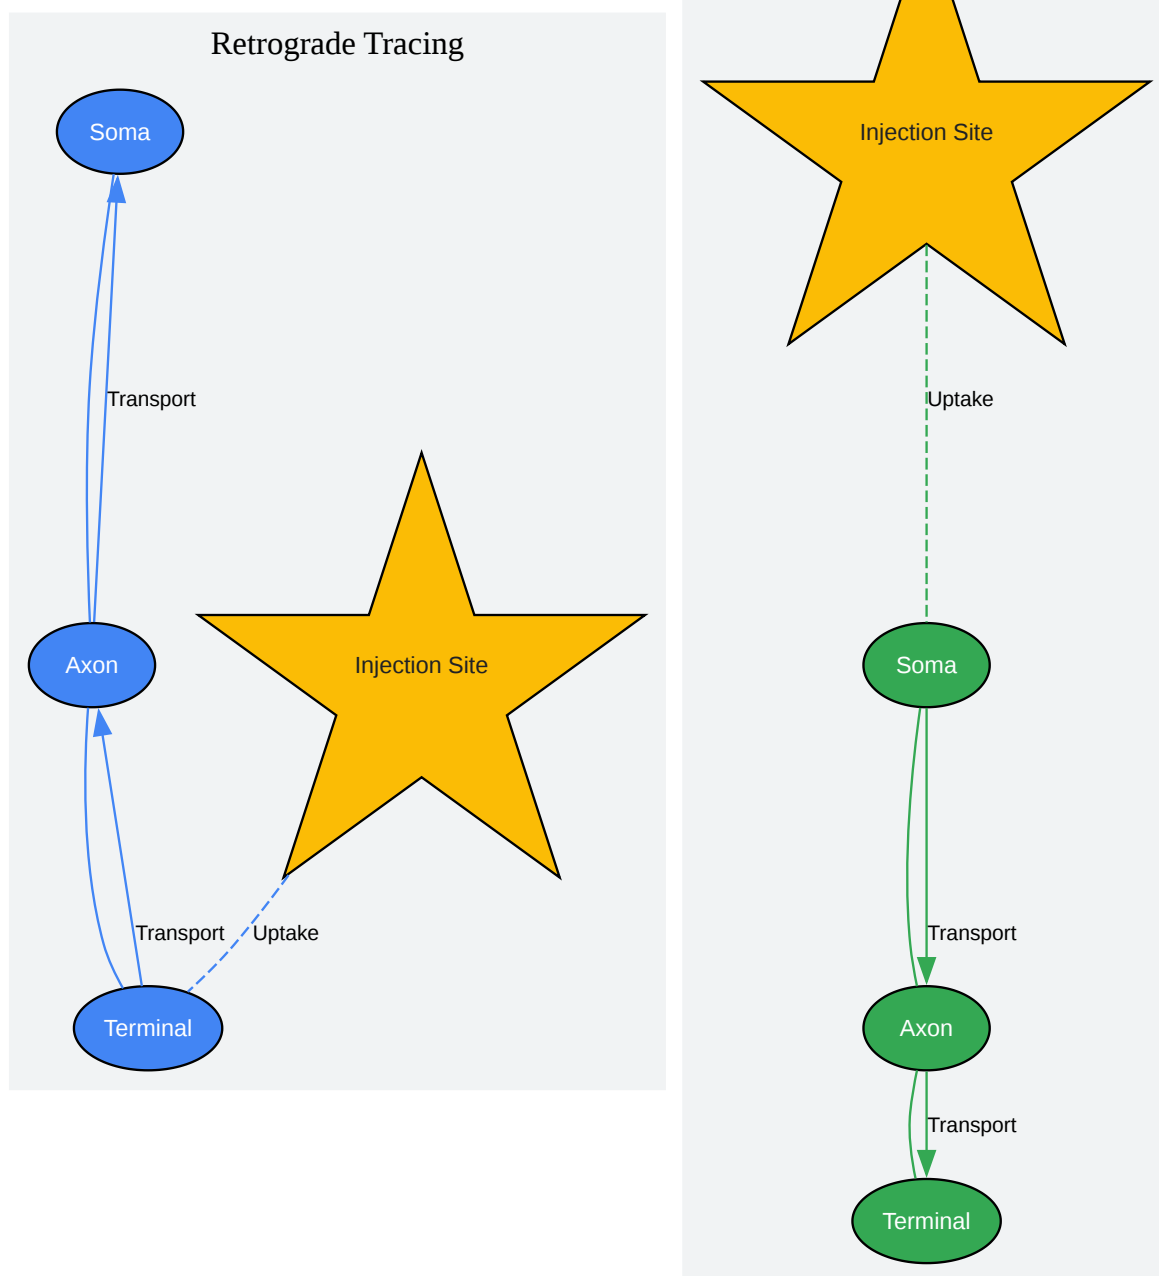 Retrograde Tracing
Soma
Transport
Axon
Injection Site
Transport
Uptake
Terminal
Injection Site
Uptake
Soma
Transport
Axon
Transport
Terminal